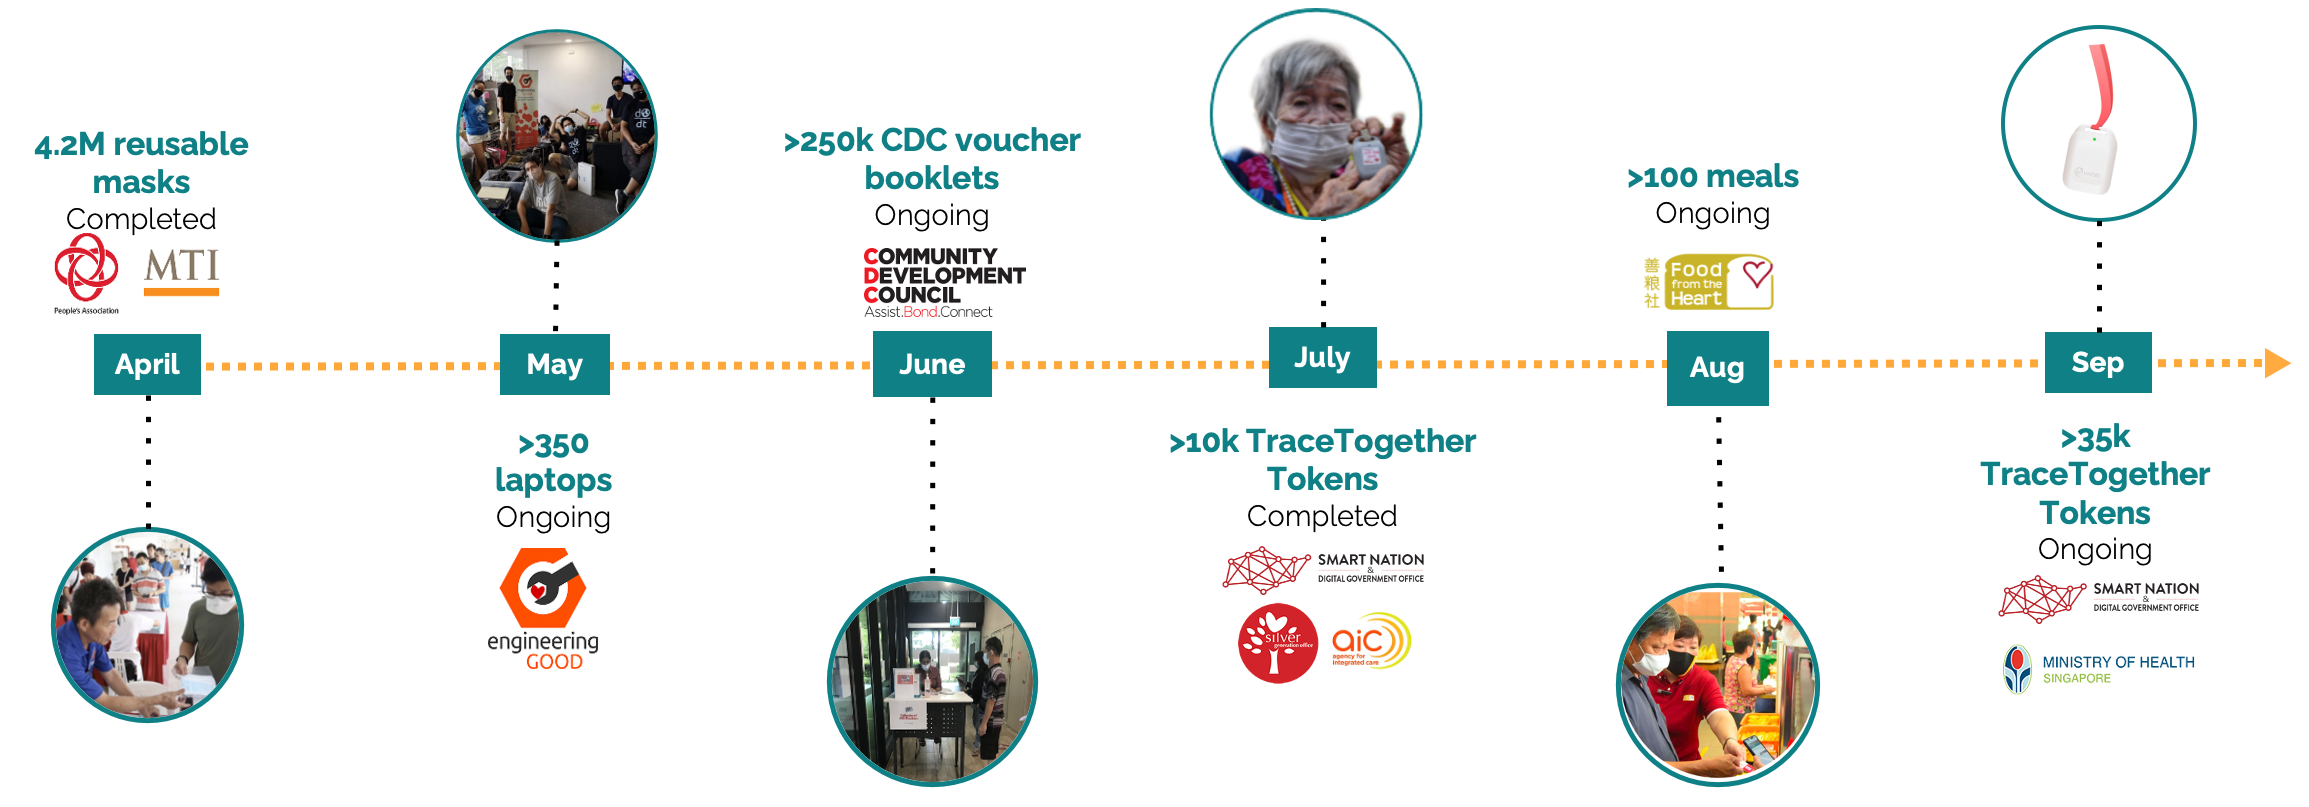 4.2M reusable
masks
Completed
People's Association
MTI
April
May
>350
laptops
Ongoing
engineering
GOOD
>250k CDC voucher
booklets
Ongoing
COMMUNITY
DEVELOPMENT
COUNCIL
Assist.Bond.Connect
June
July
>10k TraceTogether
Tokens
Completed
SMART NATION
&
DIGITAL GOVERNMENT OFFICE
silver
generation office
aic
agency for
integrated care
>100 meals
Ongoing
善粮社
Food
from the
Heart
Aug
Sep
>35k
TraceTogether
Tokens
Ongoing
SMART NATION
&
DIGITAL GOVERNMENT OFFICE
MINISTRY OF HEALTH
SINGAPORE